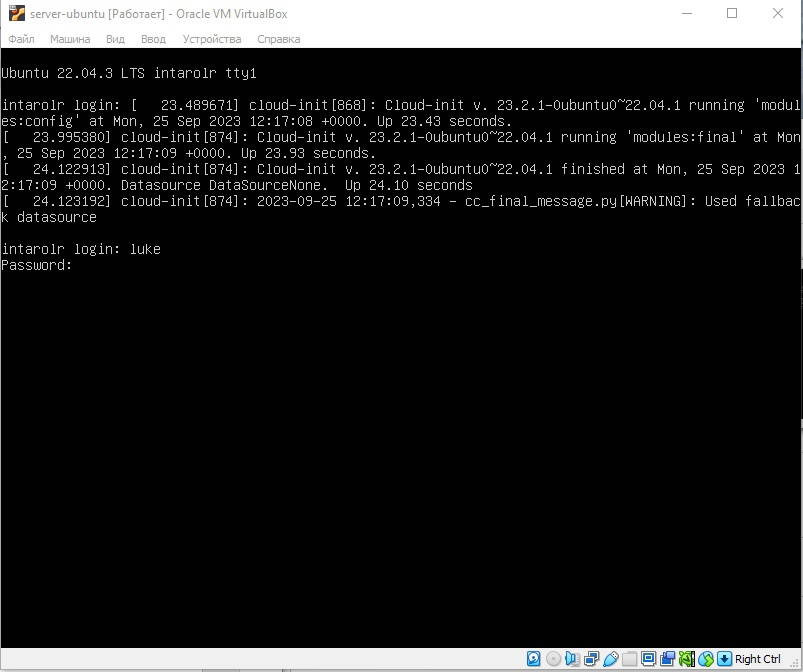 server-ubuntu [Работает] - Oracle VM VirtualBox
Файл Машина Вид Ввод Устройства Справка
Ubuntu 22.04.3 LTS intarolr tty1
intarolr login: [   23.489671] cloud-init[868]: Cloud-init v. 23.2.1-0ubuntu0~22.04.1 running 'modul
es:config' at Mon, 25 Sep 2023 12:17:08 +0000. Up 23.43 seconds.
[   23.995380] cloud-init[874]: Cloud-init v. 23.2.1-0ubuntu0~22.04.1 running 'modules:final' at Mon
, 25 Sep 2023 12:17:09 +0000. Up 23.93 seconds.
[   24.122913] cloud-init[874]: Cloud-init v. 23.2.1-0ubuntu0~22.04.1 finished at Mon, 25 Sep 2023 1
2:17:09 +0000. Datasource DataSourceNone.  Up 24.10 seconds
[   24.123192] cloud-init[874]: 2023-09-25 12:17:09,334 - cc_final_message.py[WARNING]: Used fallbac
k datasource
intarolr login: luke
Password:
Right Ctrl